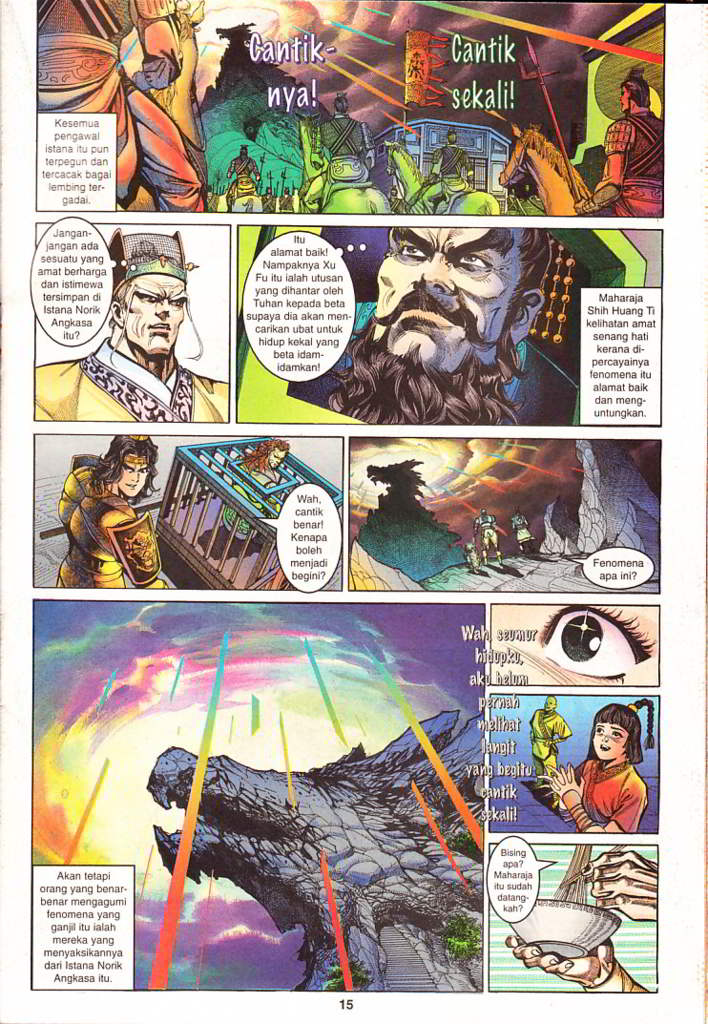 Cantik-
nya!
Cantik
sekali!
Kesemua
pengawal
istana itu pun
terpegun dan
tercacak bagai
lembing ter-
gadai.
Jangan-
jangan ada
sesuatu yang
amat berharga
dan istimewa
tersimpan di
Istana Norik
Angkasa
itu?
Itu
alamat baik!
Nampaknya Xu
Fu itu ialah utusan
yang dihantar oleh
Tuhan kepada beta
supaya dia akan men-
carikan ubat untuk
hidup kekal yang
beta idam-
idamkan!
Maharaja
Shih Huang Ti
kelihatan amat
senang hati
kerana di-
percayainya
fenomena itu
alamat baik
dan meng-
untungkan.
Wah,
cantik
benar!
Kenapa
boleh
menjadi
begini?
Fenomena
apa ini?
Wah, seumur
hidupku,
aku belum
pernah
melihat
langit
yang begitu
cantik
sekali!
Akan tetapi
orang yang benar-
benar mengagumi
fenomena yang
ganjil itu ialah
mereka yang
menyaksikannya
dari Istana Norik
Angkasa itu.
Bising
apa?
Maharaja
itu sudah
datang-
kah?
15